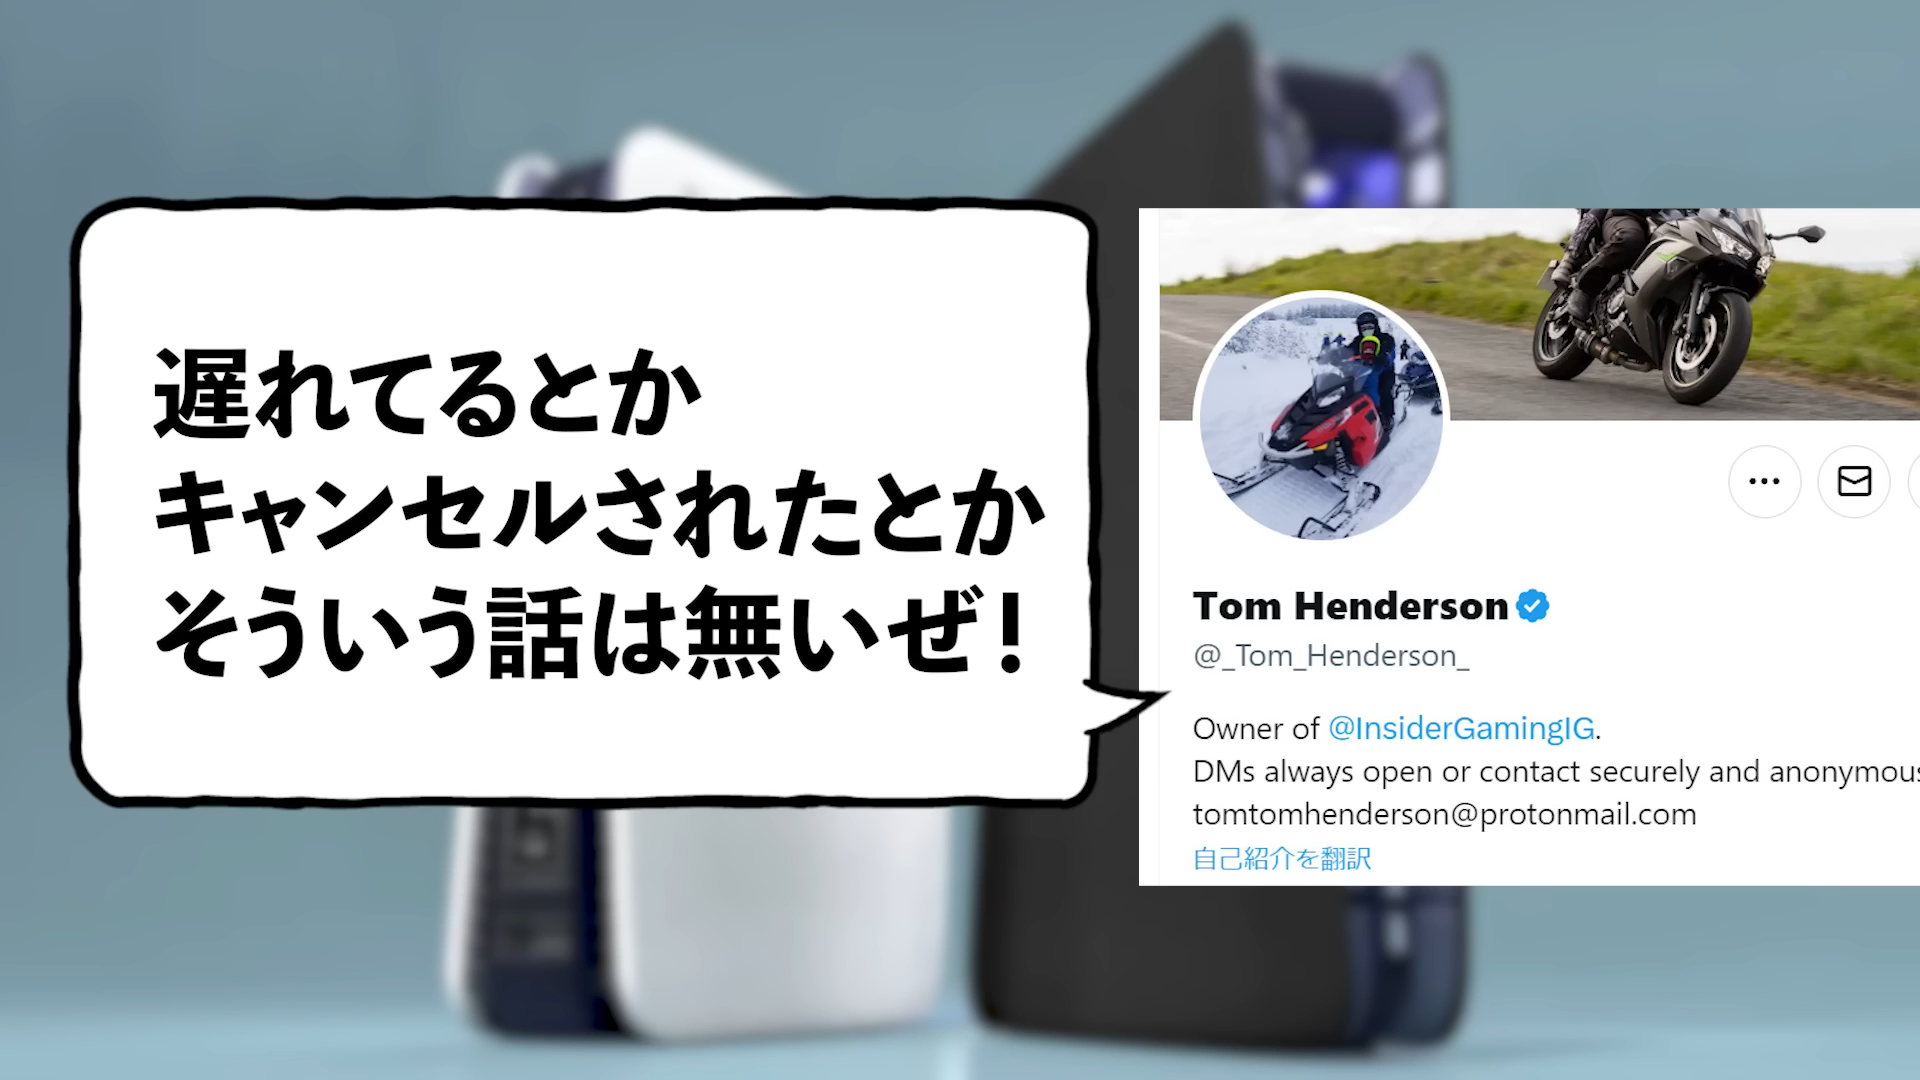 遅れてるとか
キャンセルされたとか
そういう話は無いぜ！
Tom Henderson
@_Tom_Henderson_
Owner of @InsiderGamingIG.
DMs always open or contact securely and
tomtomhenderson@protonmail.com
自己紹介を翻訳